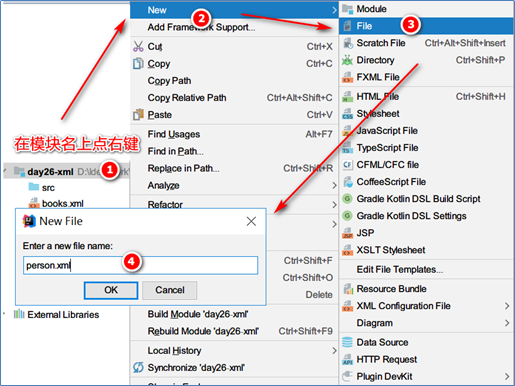 New
2
Add Framework Support...
Cut Ctrl+X
Copy Ctrl+C
Copy Path
Copy Relative Path Ctrl+Alt+Shift+C
Paste Ctrl+V
Find Usages Alt+F7
Find in Path...
Replace in Path... Ctrl+Shift+R
Analyze
Refactor
Ctrl+Shift+F
Ctrl+Shift+O
Delete
Build Module 'day26-xml'
Rebuild Module 'day26-xml' Ctrl+Shift+F9
Local History
Synchronize 'day26-xml'
Module
File
3
Scratch File Ctrl+Alt+Shift+Insert
Directory Ctrl+Shift+P
FXML File
HTML File Ctrl+Shift+H
Stylesheet
JavaScript File
TypeScript File
CFML/CFC file
CoffeeScript File
Gradle Kotlin DSL Build Script
Gradle Kotlin DSL Settings
JSP
XSLT Stylesheet
Edit File Templates...
Resource Bundle
XML Configuration File
Diagram
Data Source
HTTP Request
Plugin DevKit
在模块名上点右键
1
day26-xml
src
books.xml
New File
Enter a new file name:
person.xml
4
OK
Cancel
External Libraries